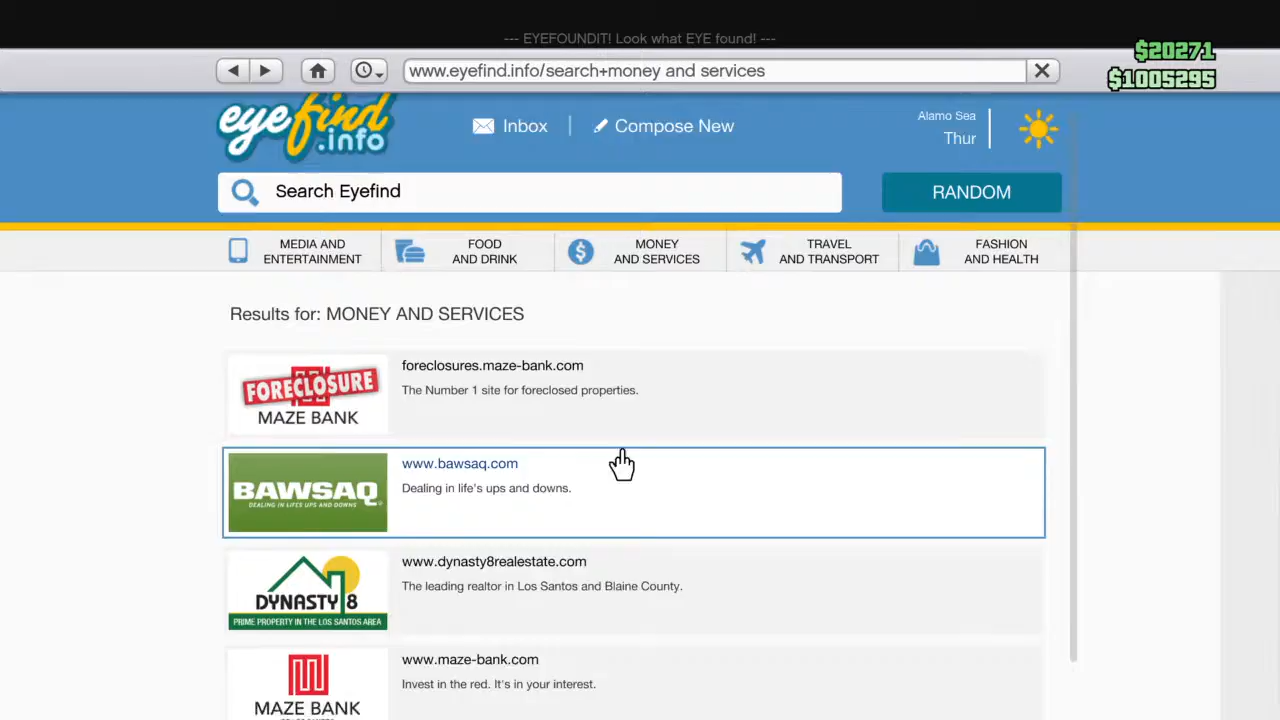 --- EYEFOUNDIT! Look what EYE found! ---
$20271
www.eyefind.info/search+money and services
$1005295
eyefind
.info
Inbox
Compose New
Alamo Sea
Thur
Search Eyefind
RANDOM
MEDIA AND
ENTERTAINMENT
FOOD
AND DRINK
MONEY
AND SERVICES
TRAVEL
AND TRANSPORT
FASHION
AND HEALTH
Results for: MONEY AND SERVICES
FORECLOSURE
MAZE BANK
foreclosures.maze-bank.com
The Number 1 site for foreclosed properties.
BAWSAQ
DEALING IN LIFE'S UPS AND DOWNS
www.bawsaq.com
Dealing in life's ups and downs.
DYNASTY 8
PRIME PROPERTY IN THE LOS SANTOS AREA
www.dynasty8realestate.com
The leading realtor in Los Santos and Blaine County.
MAZE BANK
www.maze-bank.com
Invest in the red. It's in your interest.